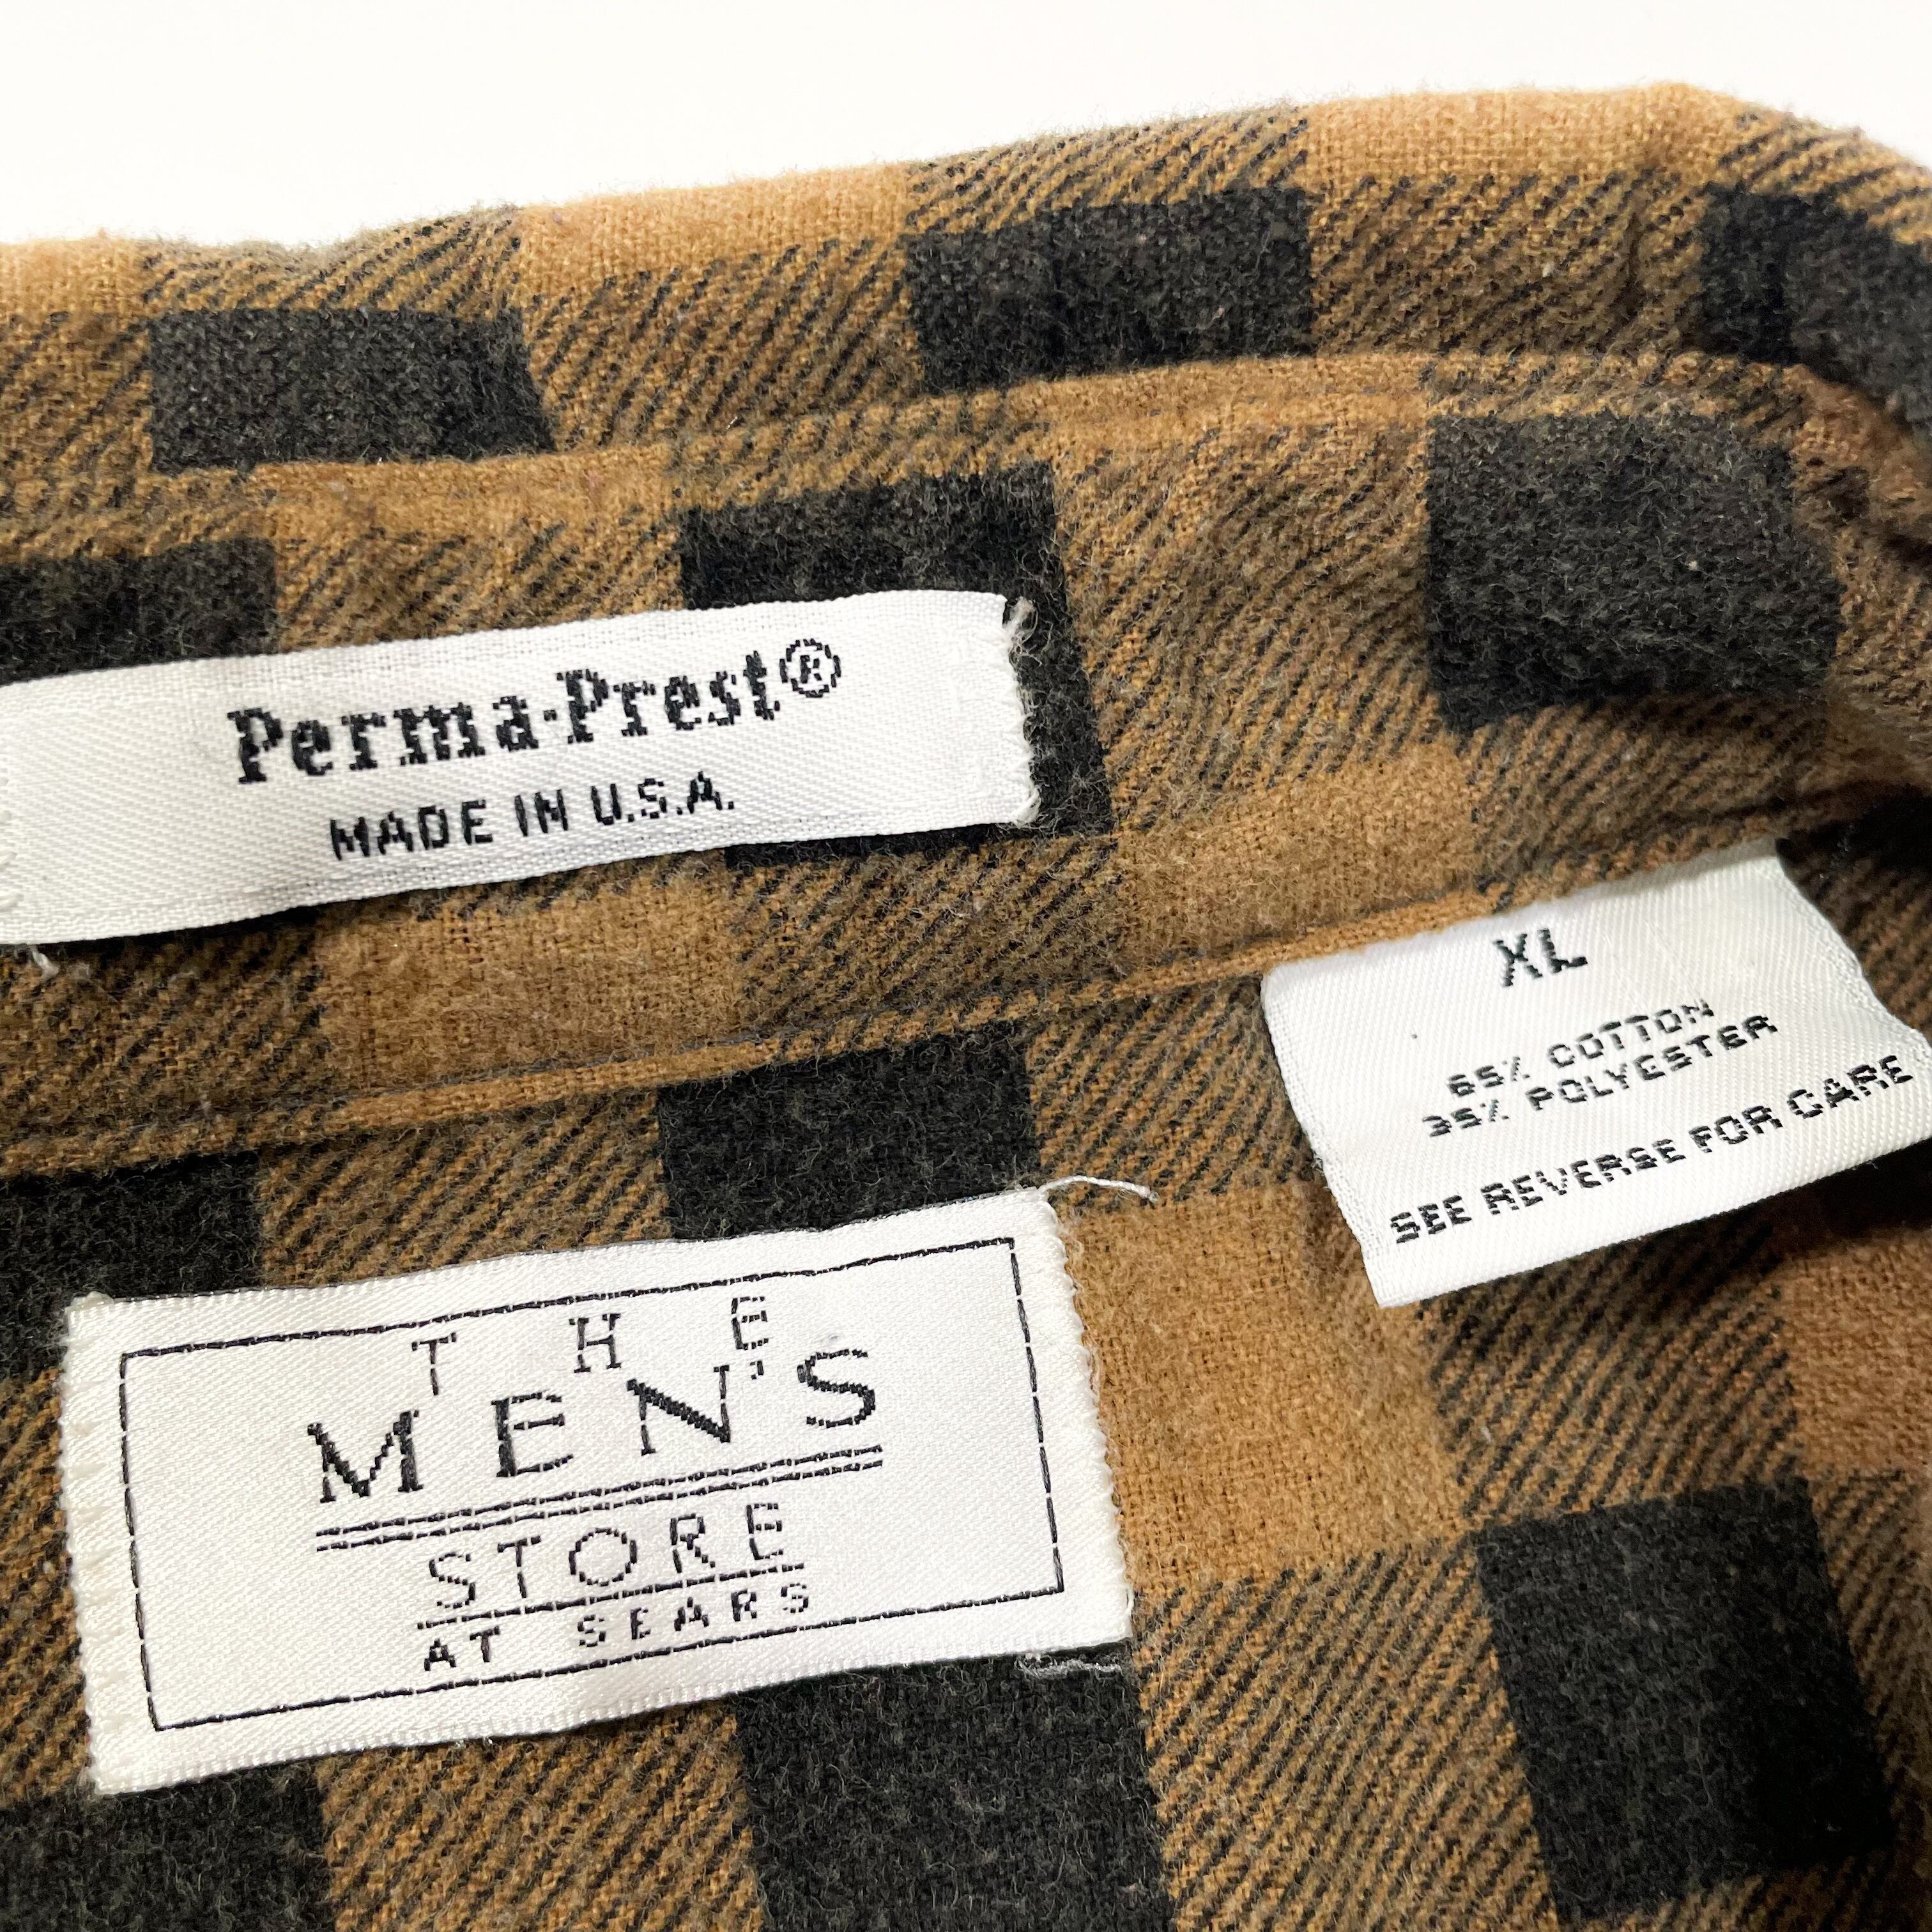 Perma·Prest®
MADE IN U.S.A.
XL
65% COTTON
35% POLYESTER
SEE REVERSE FOR CARE
THE
MEN'S
STORE
AT SEARS